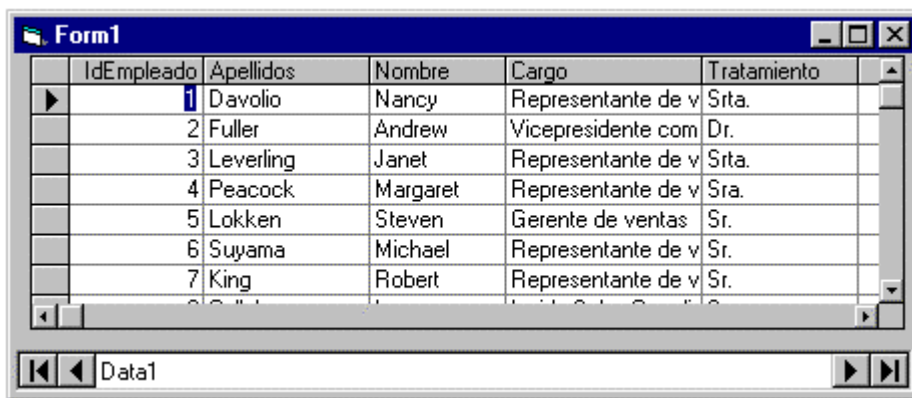 Form1
IdEmpleado Apellidos Nombre Cargo Tratamiento
1 Davolio Nancy Representante de v Srta.
2 Fuller Andrew Vicepresidente com Dr.
3 Leverling Janet Representante de v Srta.
4 Peacock Margaret Representante de v Sra.
5 Lokken Steven Gerente de ventas Sr.
6 Suyama Michael Representante de v Sr.
7 King Robert Representante de v Sr.
Data1